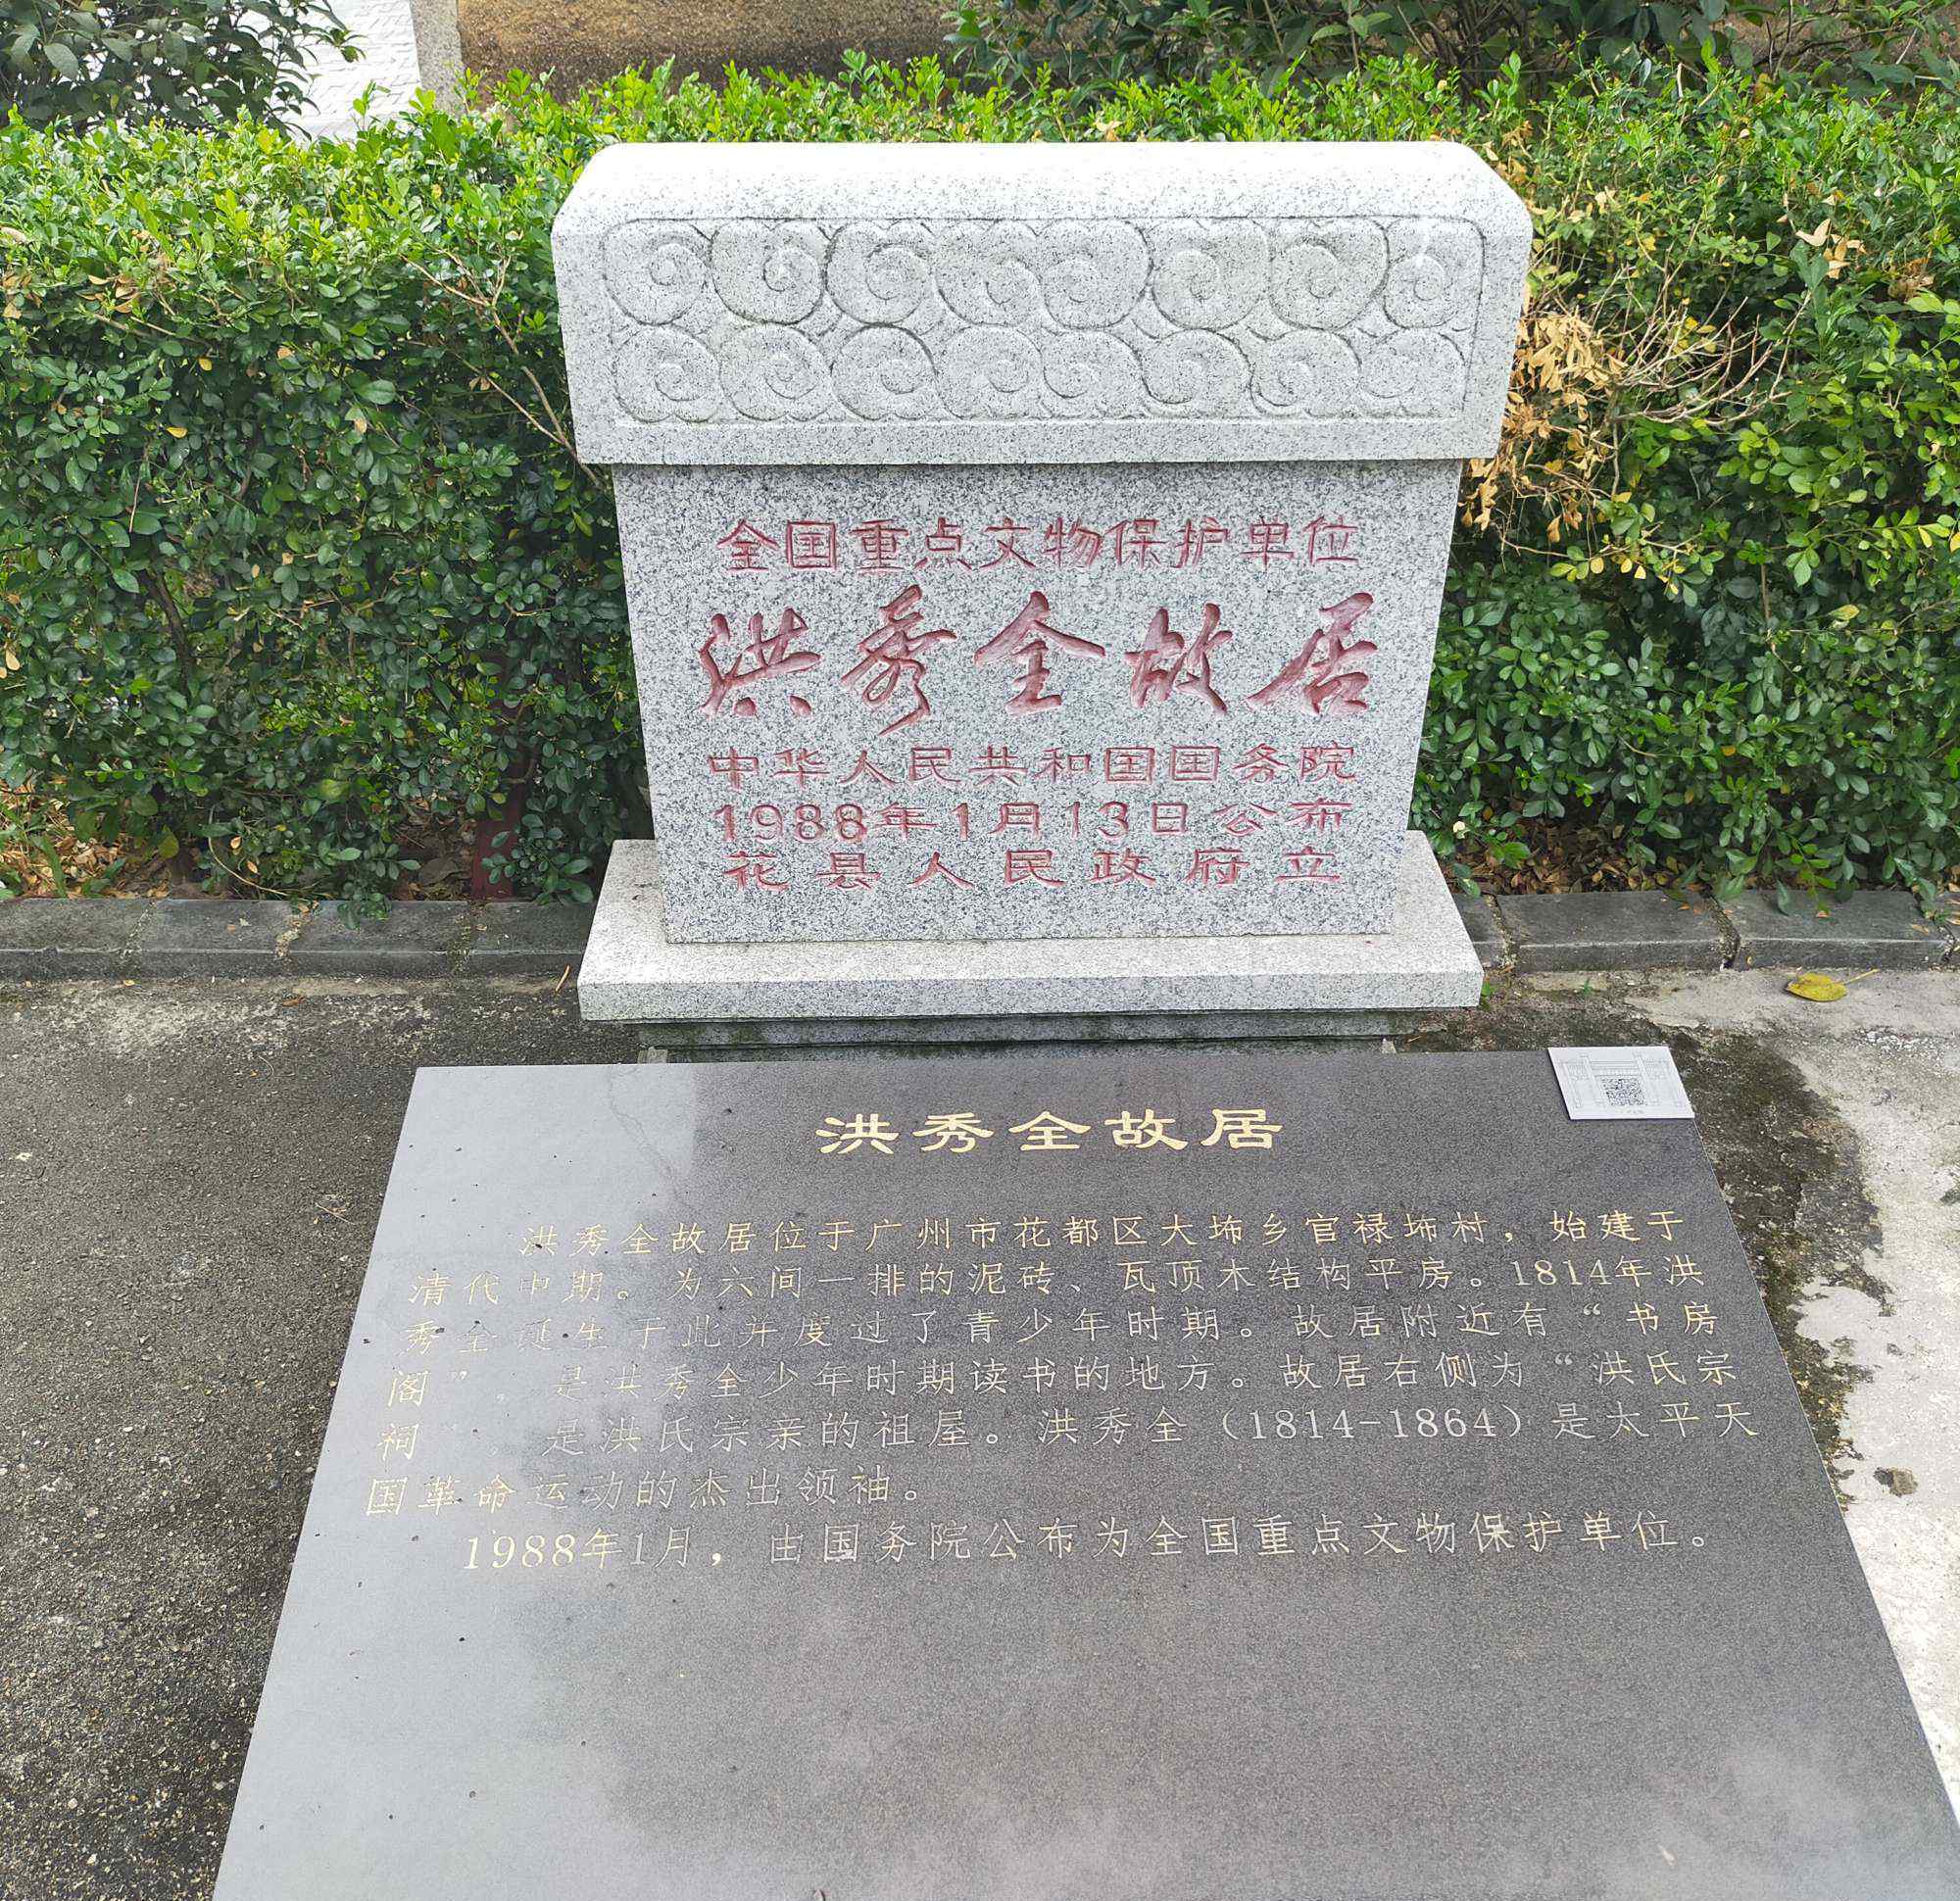 全国重点文物保护单位
洪秀全故居
中华人民共和国国务院
1988年1月13日公布
花县人民政府立
洪秀全故居
洪秀全故居位于广州市花都区大㘵乡官禄㘵村，始建于
清代中期。为六间一排的泥砖、瓦顶木结构平房。1814年洪
秀全诞生于此并度过了青少年时期。故居附近有“书房
阁”，是洪秀全少年时期读书的地方。故居右侧为“洪氏宗
祠”，是洪氏宗亲的祖屋。洪秀全（1814-1864）是太平天
国革命运动的杰出领袖。
1988年1月，由国务院公布为全国重点文物保护单位。